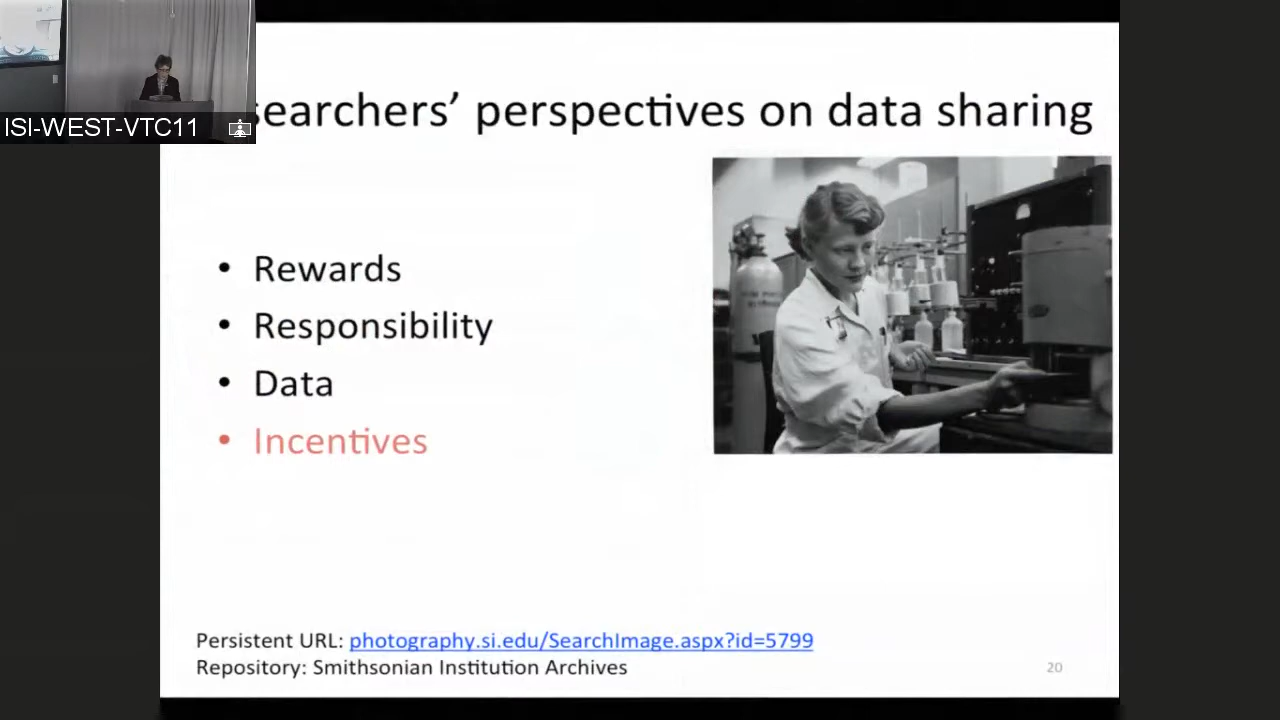 ISI-WEST-VTC11
searchers’ perspectives on data sharing
• Rewards
• Responsibility
• Data
• Incentives
Persistent URL: photography.si.edu/SearchImage.aspx?id=5799
Repository: Smithsonian Institution Archives
20